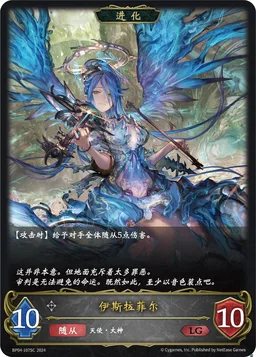 进化
【攻击时】给予对手全体随从5点伤害。
这并非本意。但地面充斥着太多罪恶。
审判是无法避免的命运。既然如此，至少以音色装点吧。
伊斯拉菲尔
10
10
随从
天使·大神
LG
BP04-107SC 2024
© Cygames, Inc. Published by NetEase Games